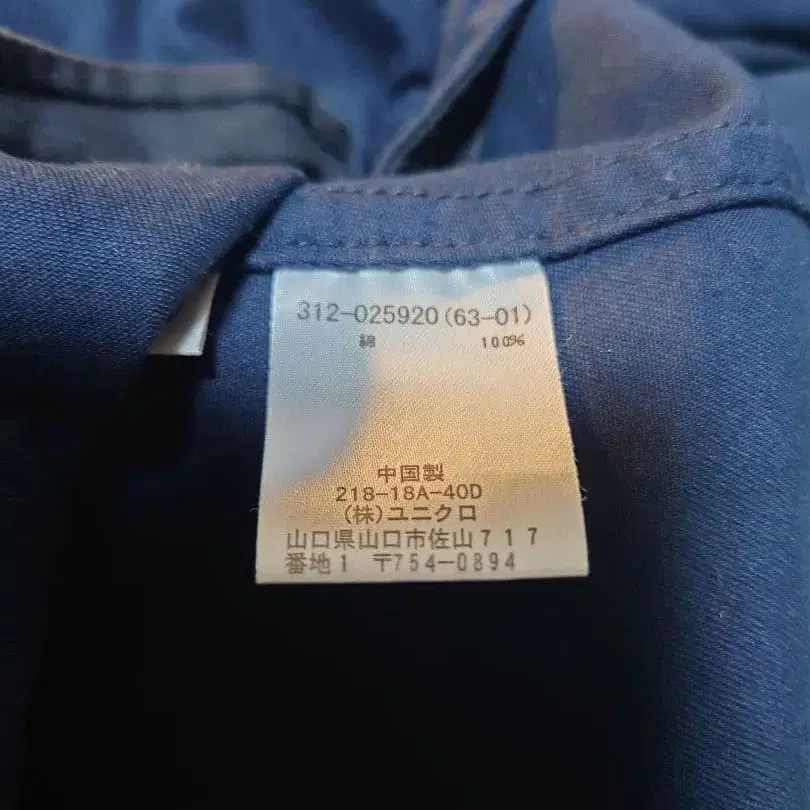 312-025920(63-01)
綿 100%
中国製
218-18A-40D
(株)ユニクロ
山口県山口市佐山717
番地1 〒754-0894